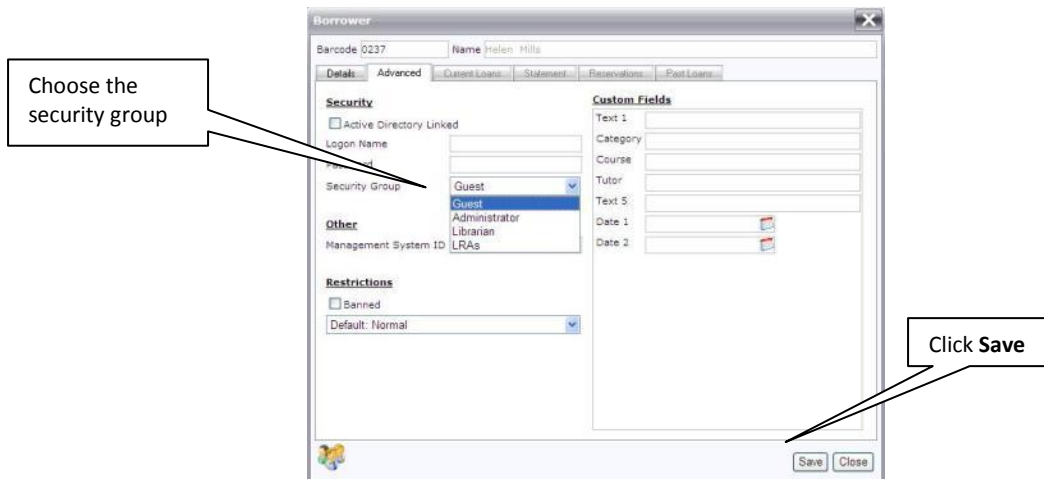 Borrower
Barcode 0237 Name Helen Mills
Details Advanced Current Loans Statement Reservations Past Loans
Choose the
security group
Security
Active Directory Linked
Logon Name
Password
Security Group Guest
Guest
Administrator
Librarian
LRAs
Other
Management System ID
Restrictions
Banned
Default: Normal
Custom Fields
Text 1
Category
Course
Tutor
Text 5
Date 1
Date 2
Click Save
Save Close